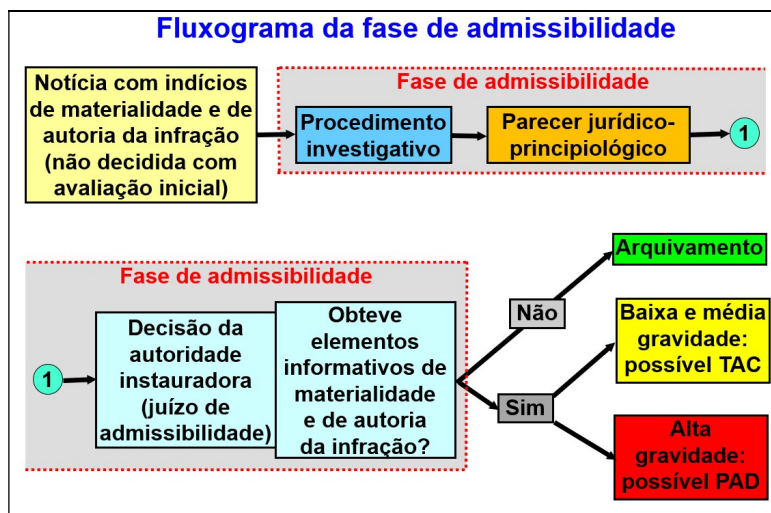 Fluxograma da fase de admissibilidade
Notícia com indícios
de materialidade e de
autoria da infração
(não decidida com
avaliação inicial)
Fase de admissibilidade
Procedimento
investigativo
Parecer jurídico-
principiológico
1
Fase de admissibilidade
1
Decisão da
autoridade
instauradora
(juízo de
admissibilidade)
Obteve
elementos
informativos de
materialidade
e de autoria
da infração?
Não
Sim
Arquivamento
Baixa e média
gravidade:
possível TAC
Alta
gravidade:
possível PAD